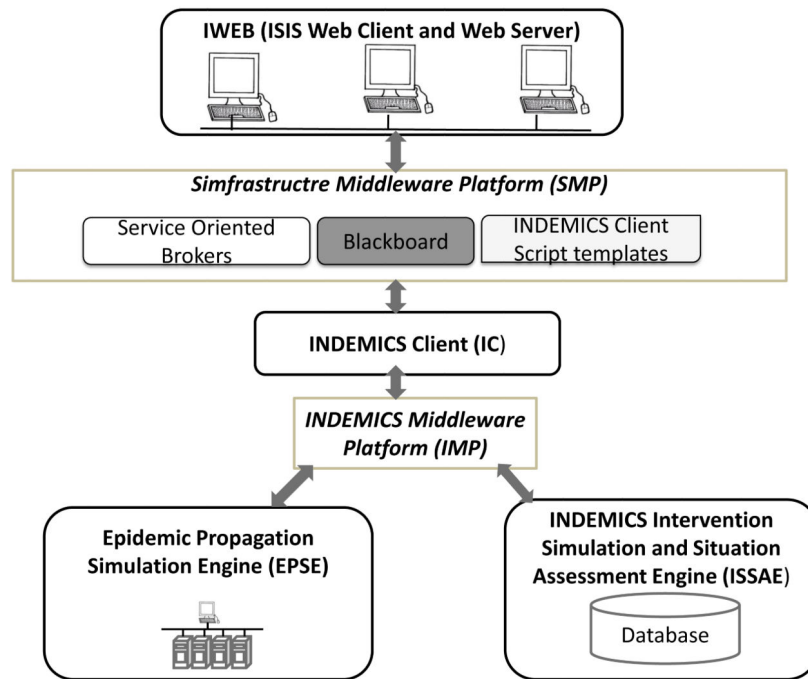 IWEB (ISIS Web Client and Web Server)
Simfrastructre Middleware Platform (SMP)
Service Oriented
Brokers
Blackboard
INDEMICS Client
Script templates
INDEMICS Client (IC)
INDEMICS Middleware
Platform (IMP)
Epidemic Propagation
Simulation Engine (EPSE)
INDEMICS Intervention
Simulation and Situation
Assessment Engine (ISSAE)
Database